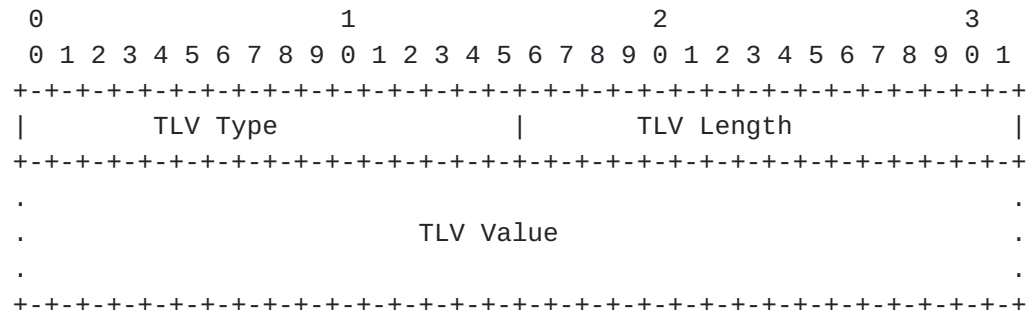 0                   1                   2                   3
 0 1 2 3 4 5 6 7 8 9 0 1 2 3 4 5 6 7 8 9 0 1 2 3 4 5 6 7 8 9 0 1
+-+-+-+-+-+-+-+-+-+-+-+-+-+-+-+-+-+-+-+-+-+-+-+-+-+-+-+-+-+-+-+-+
|        TLV Type               |       TLV Length              |
+-+-+-+-+-+-+-+-+-+-+-+-+-+-+-+-+-+-+-+-+-+-+-+-+-+-+-+-+-+-+-+-+
.                                                               .
.                         TLV Value                             .
.                                                               .
+-+-+-+-+-+-+-+-+-+-+-+-+-+-+-+-+-+-+-+-+-+-+-+-+-+-+-+-+-+-+-+-+